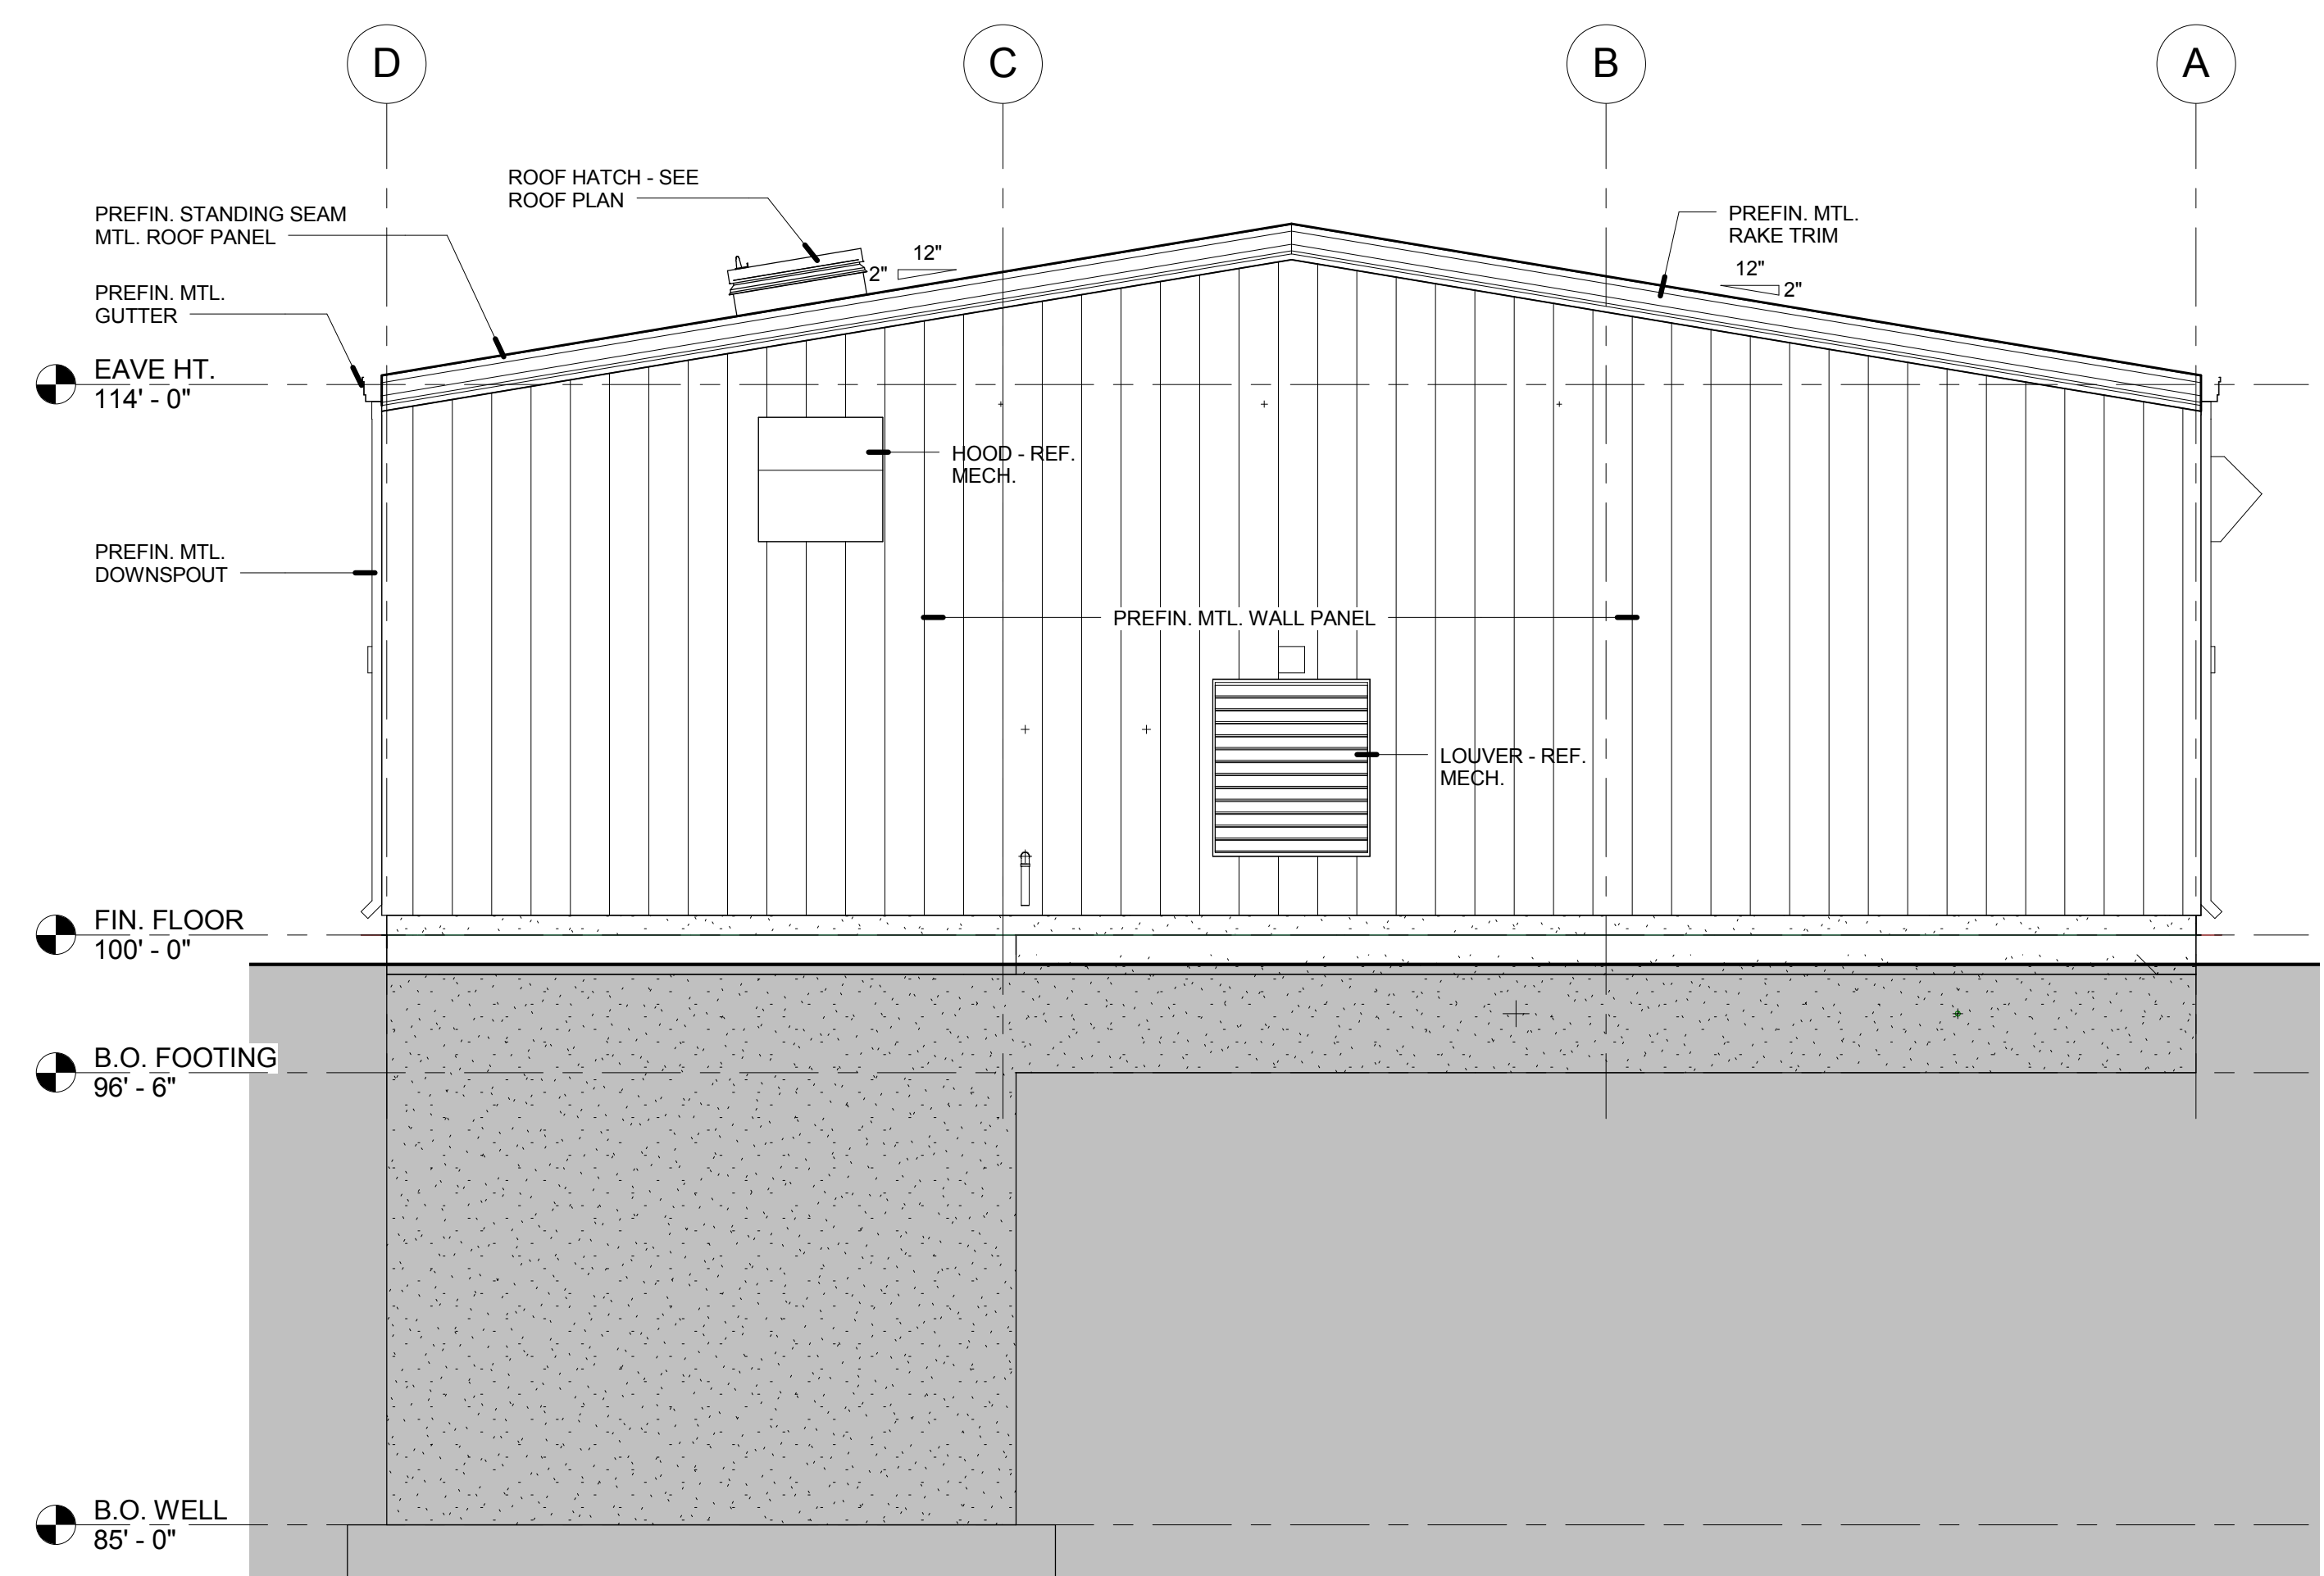 D
C
B
A
ROOF HATCH - SEE
ROOF PLAN
PREFIN. STANDING SEAM
MTL. ROOF PANEL
PREFIN. MTL.
RAKE TRIM
12"
2"
12"
2"
PREFIN. MTL.
GUTTER
EAVE HT.
114' - 0"
HOOD - REF.
MECH.
PREFIN. MTL.
DOWNSPOUT
PREFIN. MTL. WALL PANEL
LOUVER - REF.
MECH.
FIN. FLOOR
100' - 0"
B.O. FOOTING
96' - 6"
B.O. WELL
85' - 0"